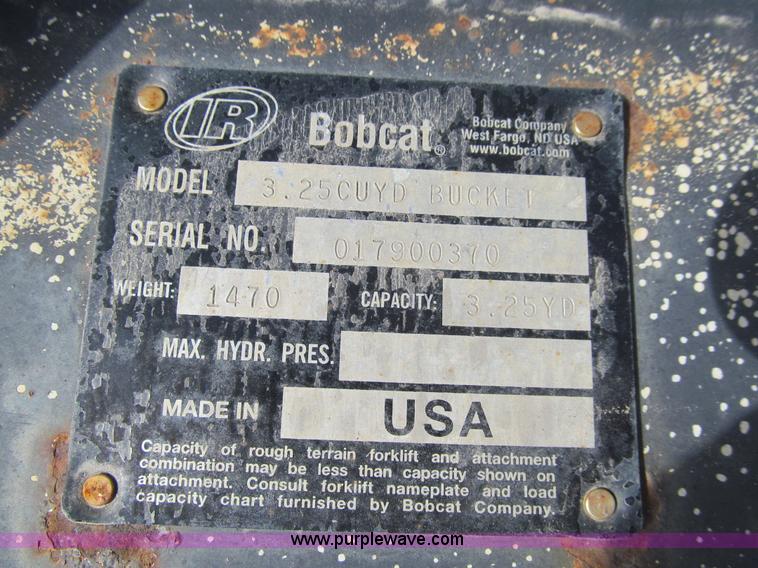 IR
Bobcat®
Bobcat Company
West Fargo, ND USA
www.bobcat.com
MODEL 3.25CUYD BUCKET
SERIAL NO. 017900370
WEIGHT: 1470 CAPACITY: 3.25YD
MAX. HYDR. PRES.
MADE IN USA
Capacity of rough terrain forklift and attachment
combination may be less than capacity shown on
attachment. Consult forklift nameplate and load
capacity chart furnished by Bobcat Company.
www.purplewave.com